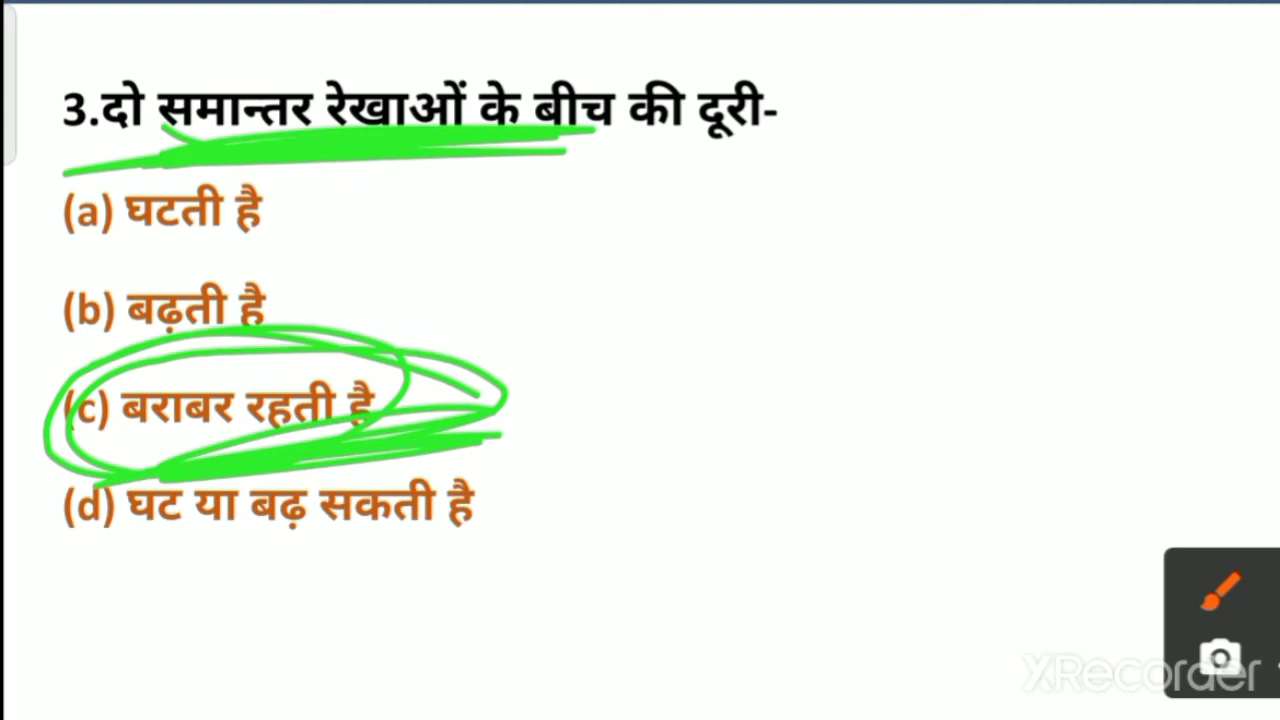 3.दो समान्तर रेखाओं के बीच की दूरी-
(a) घटती है
(b) बढ़ती है
(c) बराबर रहती है
(d) घट या बढ़ सकती है
XRecorder